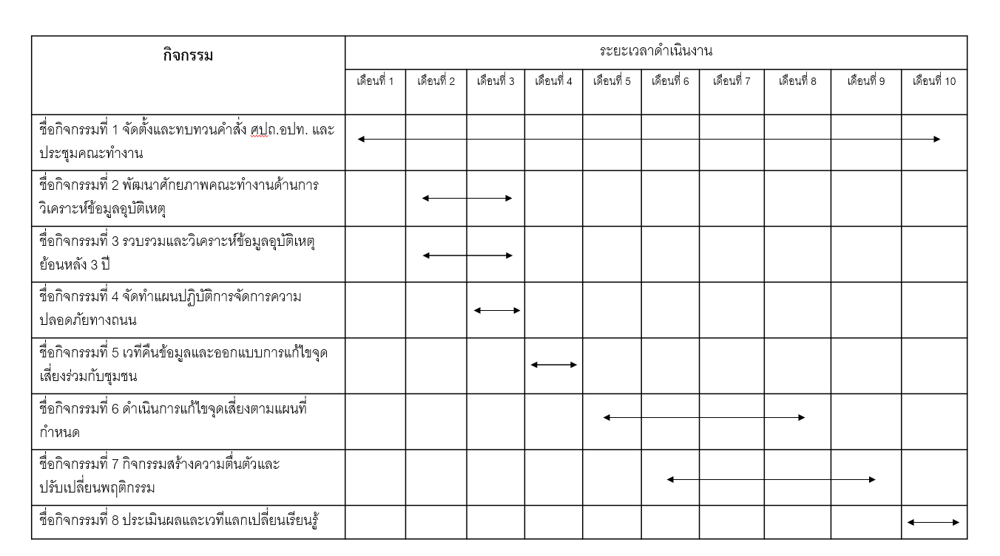 กิจกรรม
ระยะเวลาดำเนินงาน
เดือนที่ 1 เดือนที่ 2 เดือนที่ 3 เดือนที่ 4 เดือนที่ 5 เดือนที่ 6 เดือนที่ 7 เดือนที่ 8 เดือนที่ 9 เดือนที่ 10
ชื่อกิจกรรมที่ 1 จัดตั้งและทบทวนคำสั่ง ศปถ.อปท. และ
ประชุมคณะทำงาน
ชื่อกิจกรรมที่ 2 พัฒนาศักยภาพคณะทำงานด้านการ
วิเคราะห์ข้อมูลอุบัติเหตุ
ชื่อกิจกรรมที่ 3 รวบรวมและวิเคราะห์ข้อมูลอุบัติเหตุ
ย้อนหลัง 3 ปี
ชื่อกิจกรรมที่ 4 จัดทำแผนปฏิบัติการจัดการความ
ปลอดภัยทางถนน
ชื่อกิจกรรมที่ 5 เวทีคืนข้อมูลและออกแบบการแก้ไขจุด
เสี่ยงร่วมกับชุมชน
ชื่อกิจกรรมที่ 6 ดำเนินการแก้ไขจุดเสี่ยงตามแผนที่
กำหนด
ชื่อกิจกรรมที่ 7 กิจกรรมสร้างความตื่นตัวและ
ปรับเปลี่ยนพฤติกรรม
ชื่อกิจกรรมที่ 8 ประเมินผลและเวทีแลกเปลี่ยนเรียนรู้